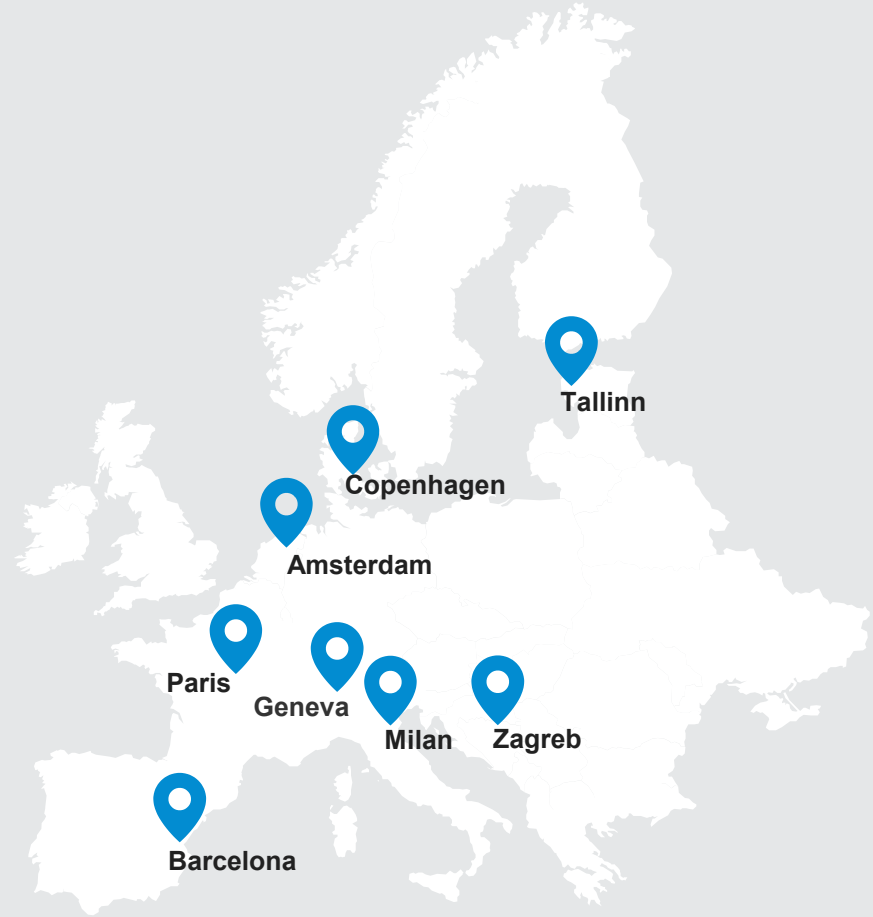 Tallinn
Copenhagen
Amsterdam
Paris
Geneva
Milan
Zagreb
Barcelona